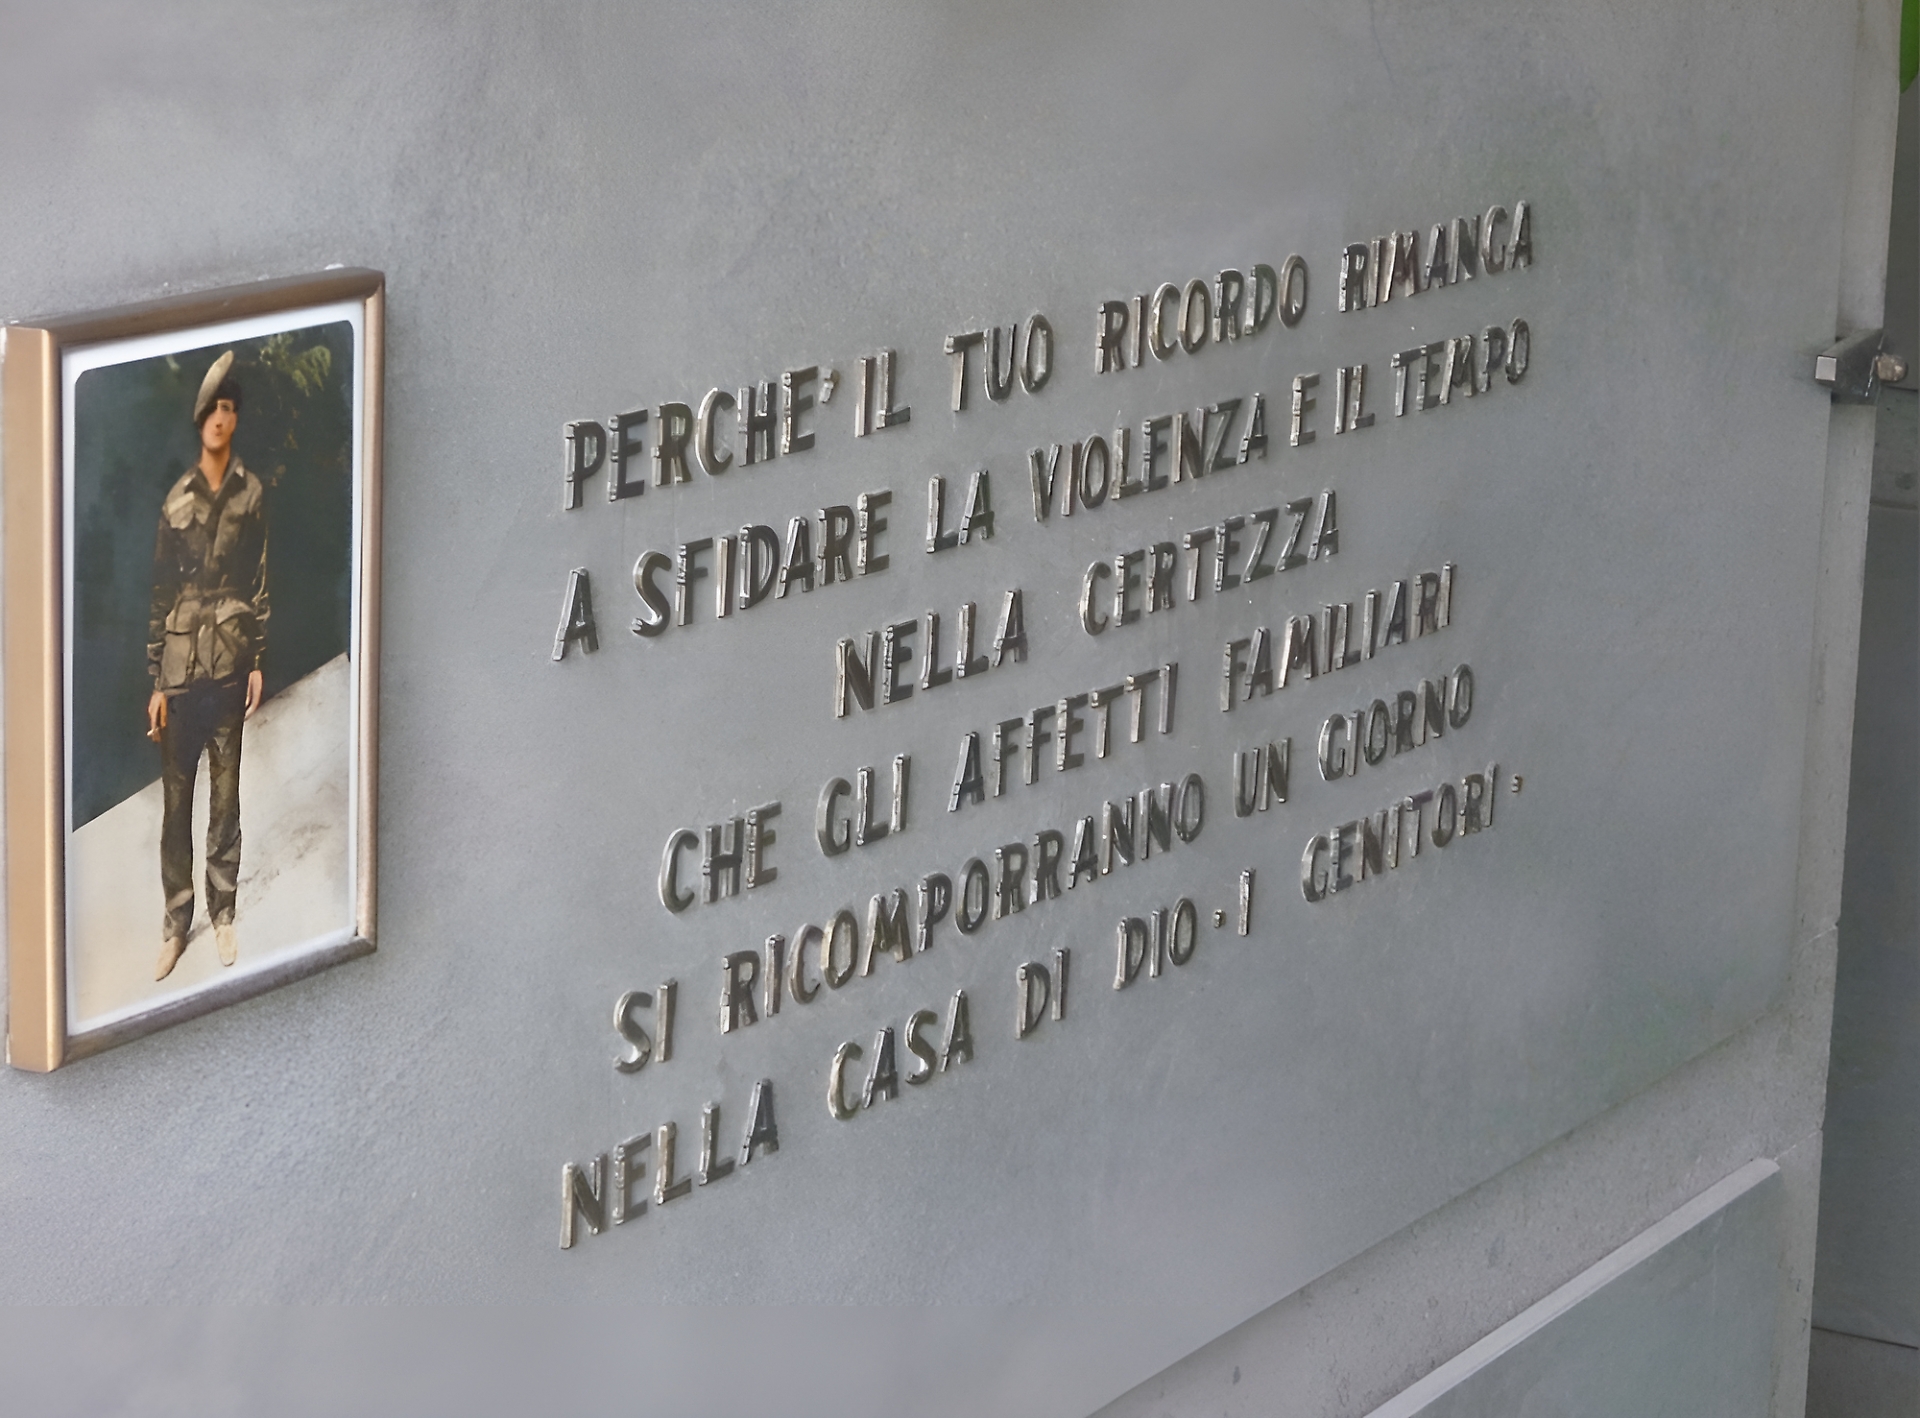 PERCHE' IL TUO RICORDO RIMANGA
A SFIDARE LA VIOLENZA E IL TEMPO
NELLA CERTEZZA
CHE GLI AFFETTI FAMILIARI
SI RICOMPORRANNO UN GIORNO
NELLA CASA DI DIO · I GENITORI ·